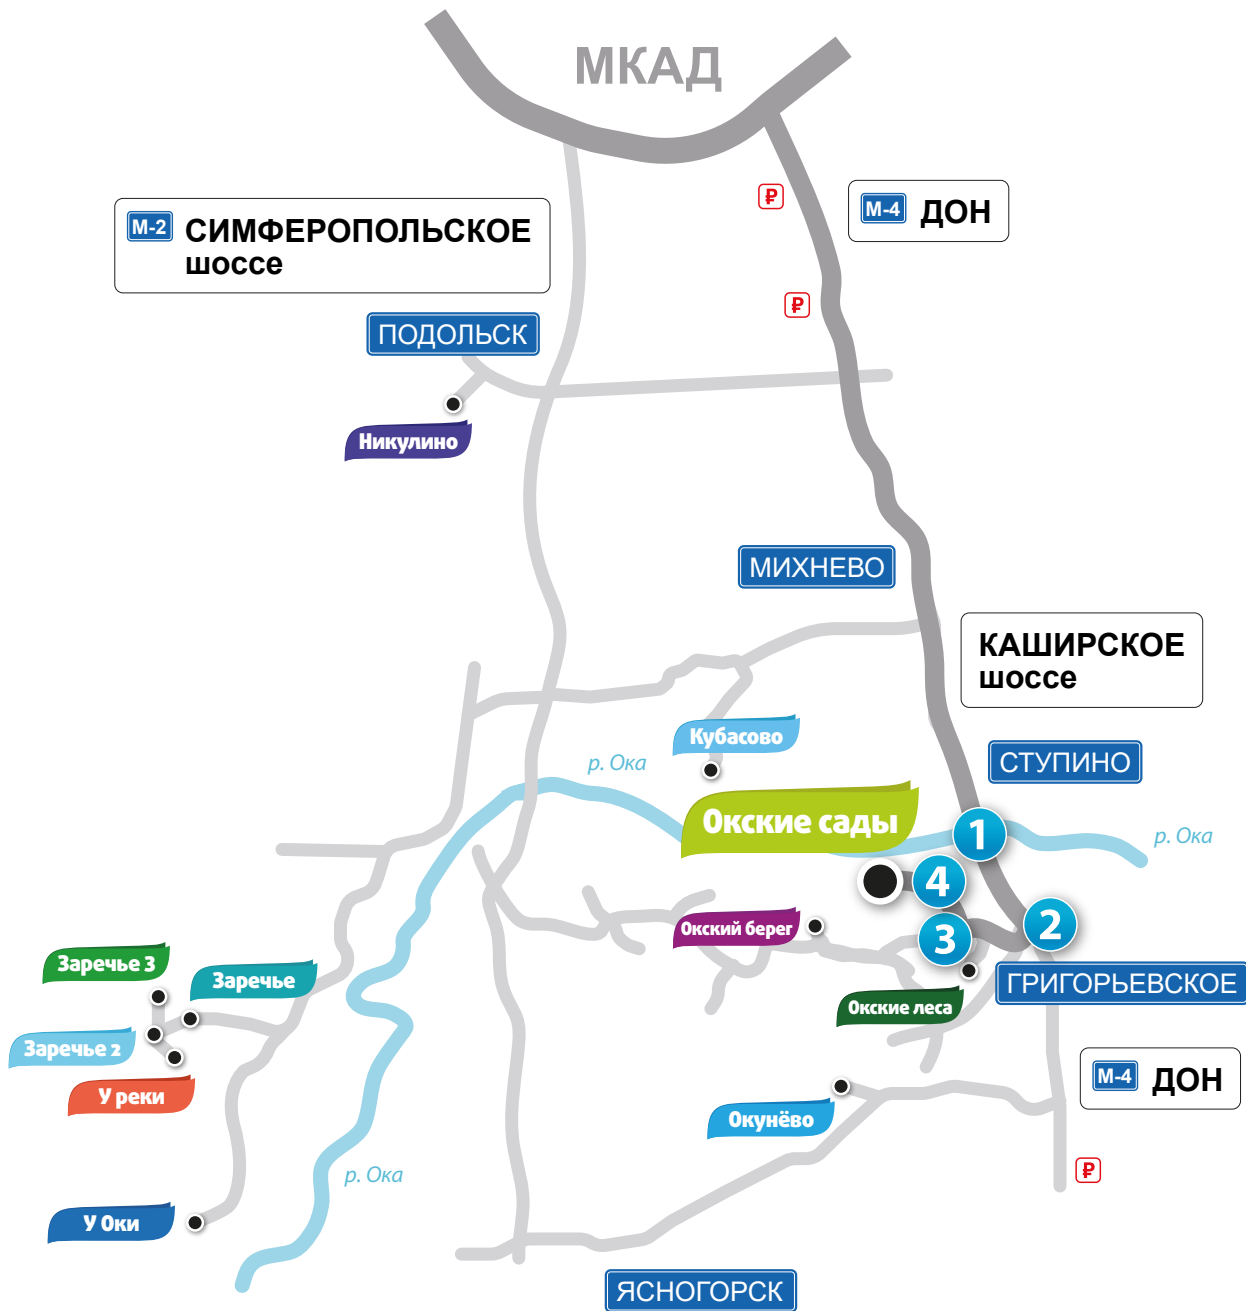 МКАД
₽
М-4 ДОН
М-2 СИМФЕРОПОЛЬСКОЕ
шоссе
₽
ПОДОЛЬСК
Никулино
МИХНЕВО
КАШИРСКОЕ
шоссе
Кубасово
СТУПИНО
р. Ока
Окские сады
1
р. Ока
4
2
Окский берег
3
Заречье 3
Заречье
ГРИГОРЬЕВСКОЕ
Окские леса
Заречье 2
М-4 ДОН
У реки
Окунёво
₽
р. Ока
У Оки
ЯСНОГОРСК